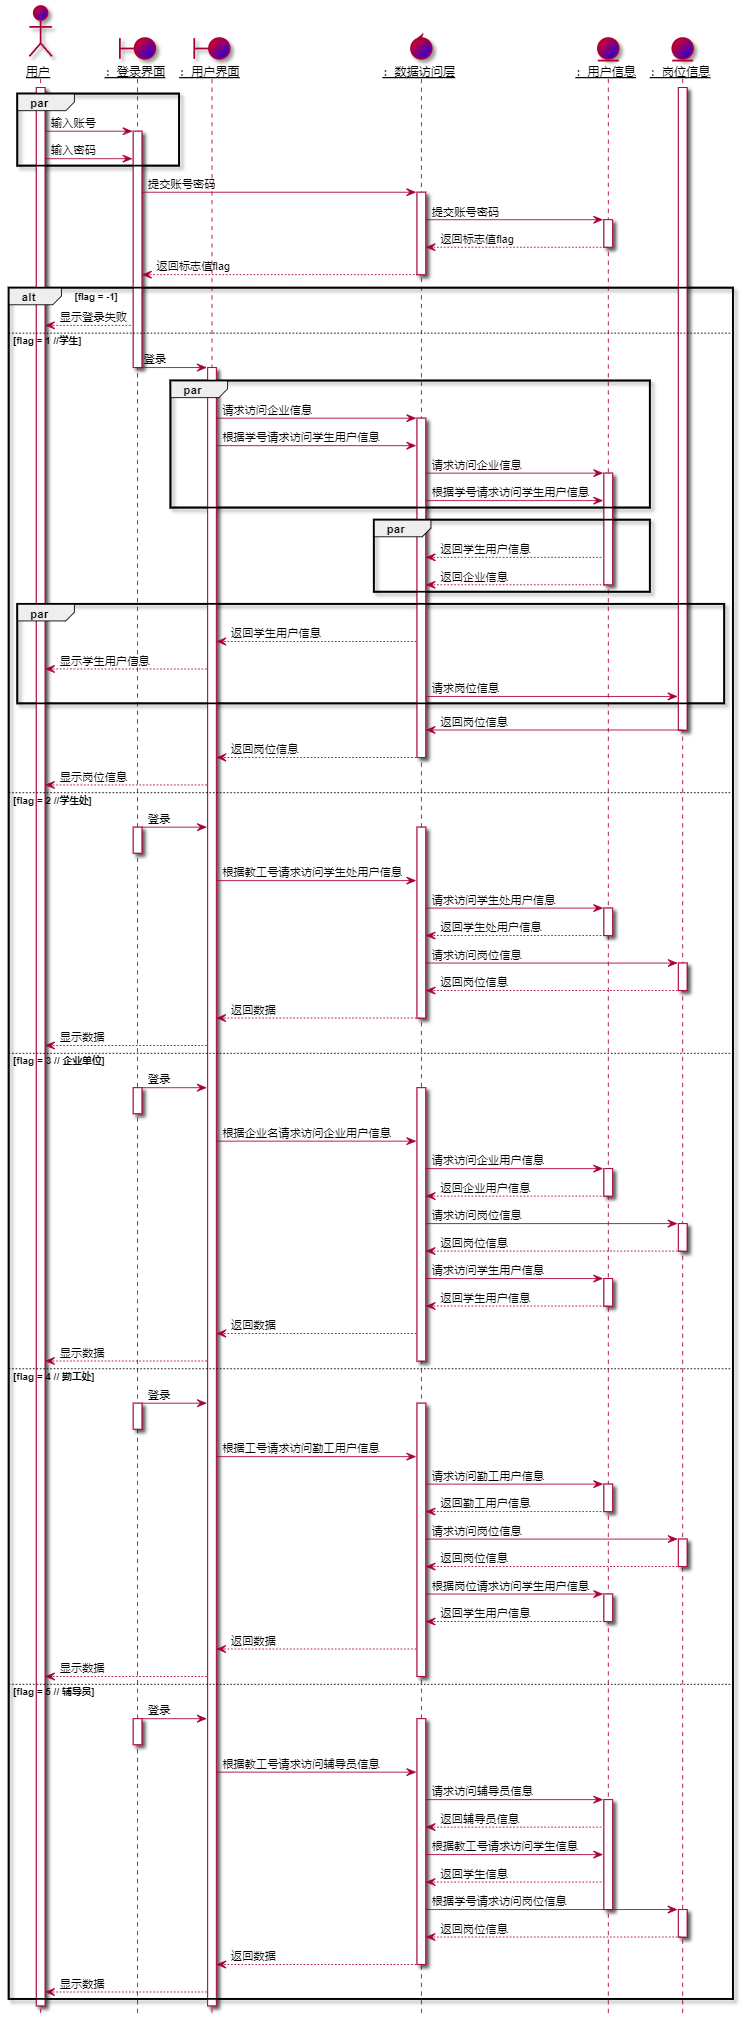 用户
: 登录界面
: 用户界面
: 数据访问层
: 用户信息
: 岗位信息
par
输入账号
输入密码
提交账号密码
提交账号密码
返回标志值flag
返回标志值flag
alt [flag = -1]
显示登录失败
[flag = 1 //学生]
登录
par
请求访问企业信息
根据学号请求访问学生用户信息
请求访问企业信息
根据学号请求访问学生用户信息
par
返回学生用户信息
返回企业信息
par
返回学生用户信息
显示学生用户信息
请求岗位信息
返回岗位信息
返回岗位信息
显示岗位信息
[flag = 2 //学生处]
登录
根据教工号请求访问学生处用户信息
请求访问学生处用户信息
返回学生处用户信息
请求访问岗位信息
返回岗位信息
返回数据
显示数据
[flag = 3 // 企业单位]
登录
根据企业名请求访问企业用户信息
请求访问企业用户信息
返回企业用户信息
请求访问岗位信息
返回岗位信息
请求访问学生用户信息
返回学生用户信息
返回数据
显示数据
[flag = 4 // 勤工处]
登录
根据工号请求访问勤工用户信息
请求访问勤工用户信息
返回勤工用户信息
请求访问岗位信息
返回岗位信息
根据岗位请求访问学生用户信息
返回学生用户信息
返回数据
显示数据
[flag = 5 // 辅导员]
登录
根据教工号请求访问辅导员信息
请求访问辅导员信息
返回辅导员信息
根据教工号请求访问学生信息
返回学生信息
根据学号请求访问岗位信息
返回岗位信息
返回数据
显示数据